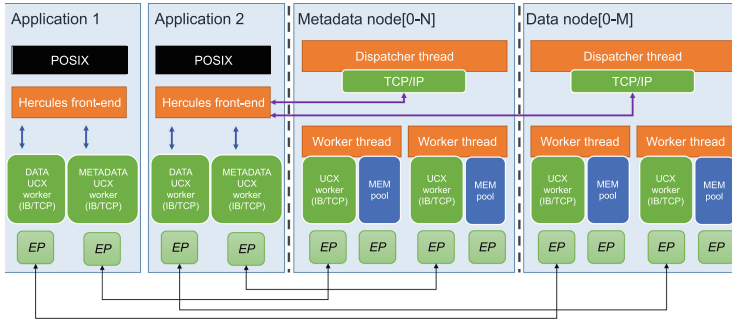 Application 1
POSIX
Hercules front-end
DATA
UCX
worker
(IB/TCP)
METADATA
UCX
worker
(IB/TCP)
EP
EP
Application 2
POSIX
Hercules front-end
DATA
UCX
worker
(IB/TCP)
METADATA
UCX
worker
(IB/TCP)
EP
EP
Metadata node[0-N]
Dispatcher thread
TCP/IP
Worker thread
Worker thread
UCX
worker
(IB/TCP)
MEM
pool
UCX
worker
(IB/TCP)
MEM
pool
EP
EP
EP
EP
Data node[0-M]
Dispatcher thread
TCP/IP
Worker thread
Worker thread
UCX
worker
(IB/TCP)
MEM
pool
UCX
worker
(IB/TCP)
MEM
pool
EP
EP
EP
EP